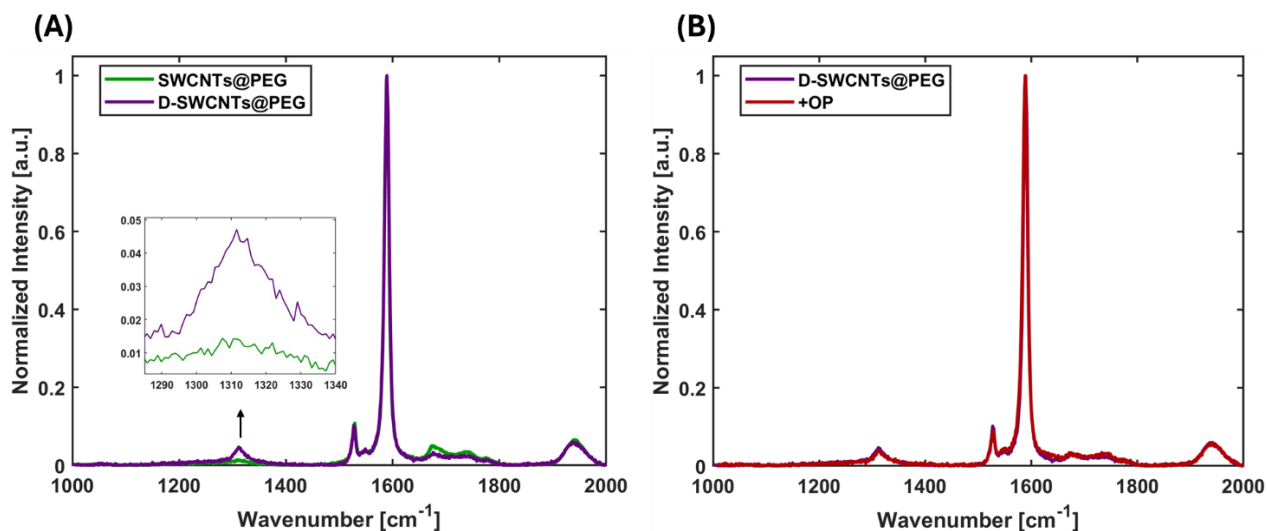 (A)
SWCNTs@PEG
D-SWCNTs@PEG
Normalized Intensity [a.u.]
1
0.8
0.6
0.4
0.2
0
0.05
0.04
0.03
0.02
0.01
1290 1300 1310 1320 1330 1340
1000 1200 1400 1600 1800 2000
Wavenumber [cm⁻¹]
(B)
D-SWCNTs@PEG
+OP
Normalized Intensity [a.u.]
1
0.8
0.6
0.4
0.2
0
1000 1200 1400 1600 1800 2000
Wavenumber [cm⁻¹]